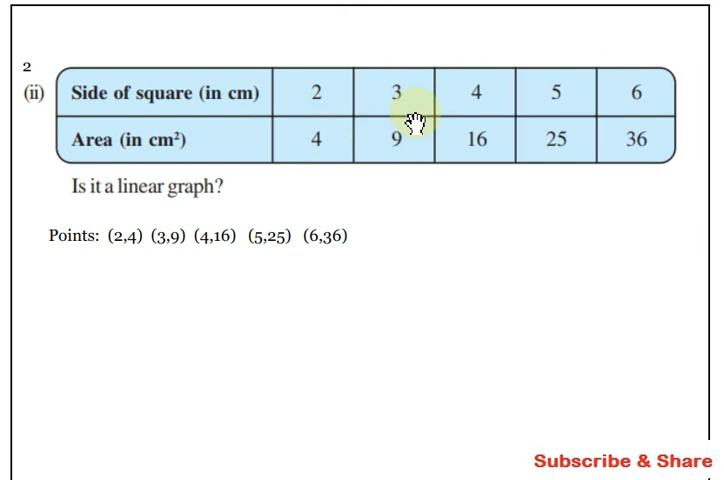 2
(ii) Side of square (in cm) 2 3 4 5 6
Area (in cm²) 4 9 16 25 36
Is it a linear graph?
Points: (2,4) (3,9) (4,16) (5,25) (6,36)
Subscribe & Share